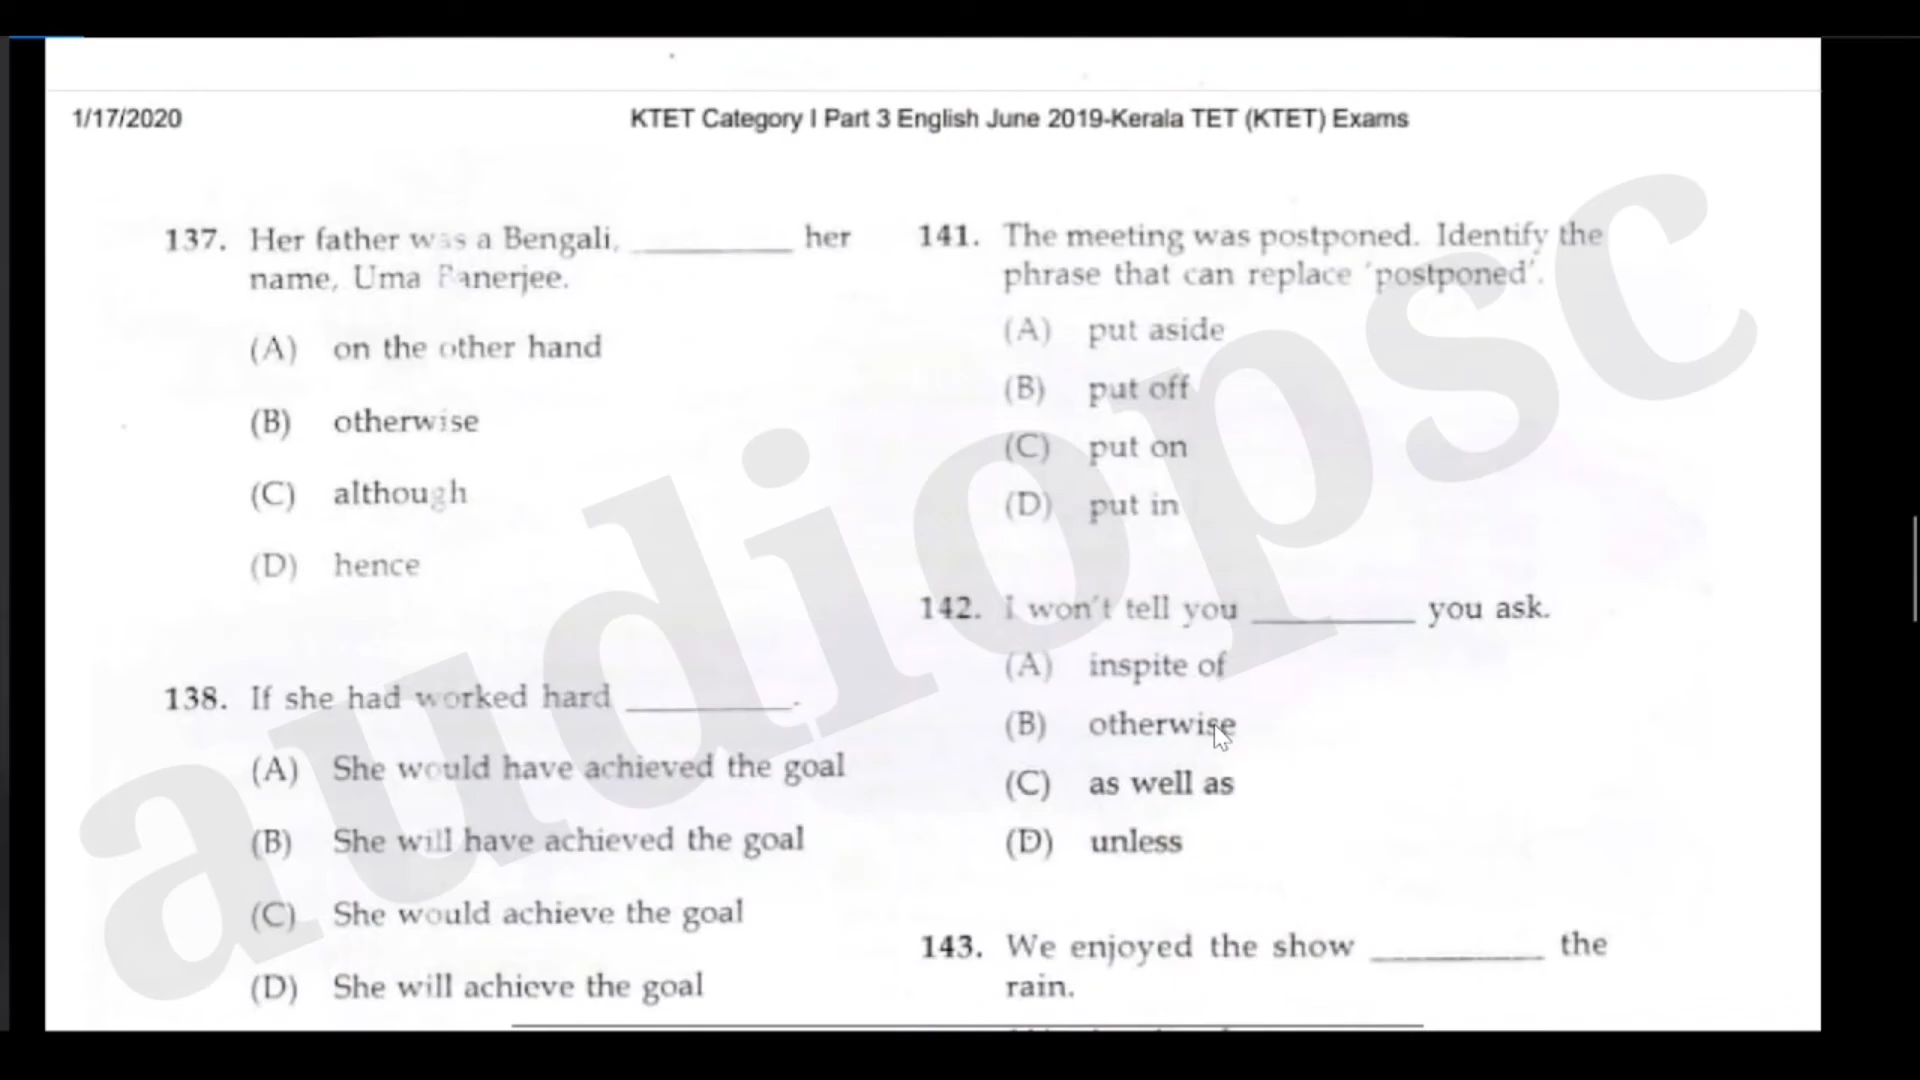 1/17/2020
KTET Category I Part 3 English June 2019-Kerala TET (KTET) Exams
137. Her father was a Bengali, __________ her
name, Uma Banerjee.
(A) on the other hand
(B) otherwise
(C) although
(D) hence
138. If she had worked hard __________.
(A) She would have achieved the goal
(B) She will have achieved the goal
(C) She would achieve the goal
(D) She will achieve the goal
141. The meeting was postponed. Identify the
phrase that can replace 'postponed'.
(A) put aside
(B) put off
(C) put on
(D) put in
142. I won't tell you __________ you ask.
(A) inspite of
(B) otherwise
(C) as well as
(D) unless
143. We enjoyed the show __________ the
rain.
audiopsc